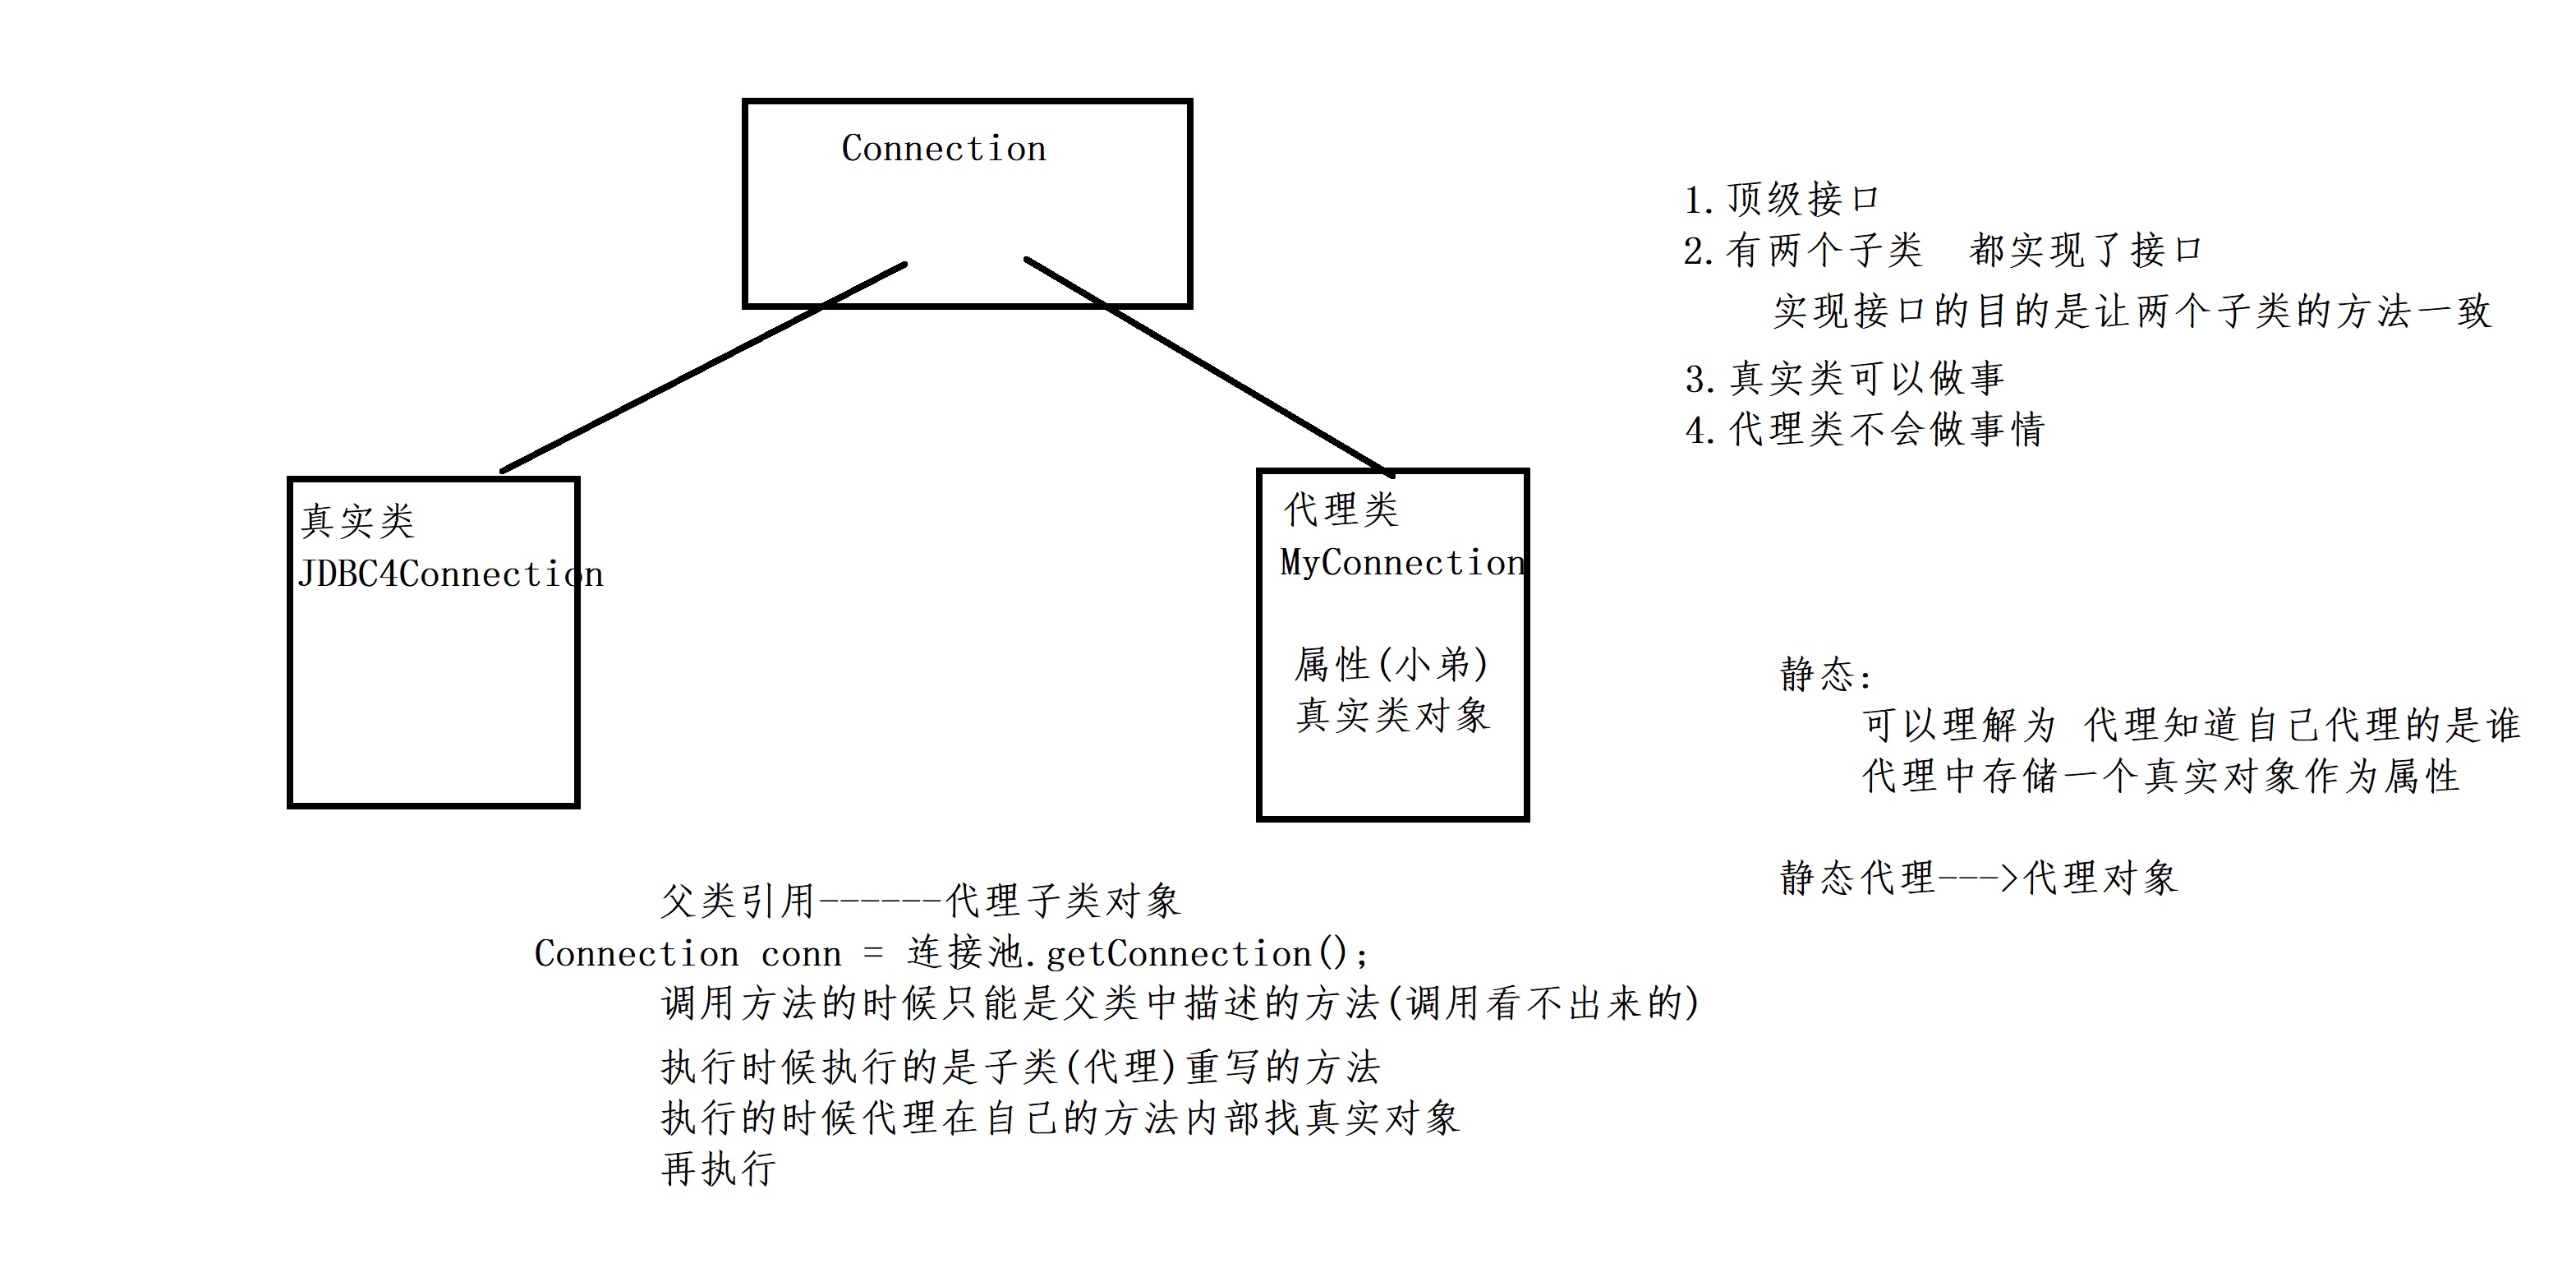 Connection
1.顶级接口
2.有两个子类  都实现了接口
实现接口的目的是让两个子类的方法一致
3.真实类可以做事
4.代理类不会做事情
真实类
JDBC4Connection
代理类
MyConnection
属性(小弟)
真实类对象
静态:
可以理解为 代理知道自己代理的是谁
代理中存储一个真实对象作为属性
静态代理--->代理对象
父类引用------代理子类对象
Connection conn = 连接池.getConnection();
调用方法的时候只能是父类中描述的方法(调用看不出来的)
执行时候执行的是子类(代理)重写的方法
执行的时候代理在自己的方法内部找真实对象
再执行